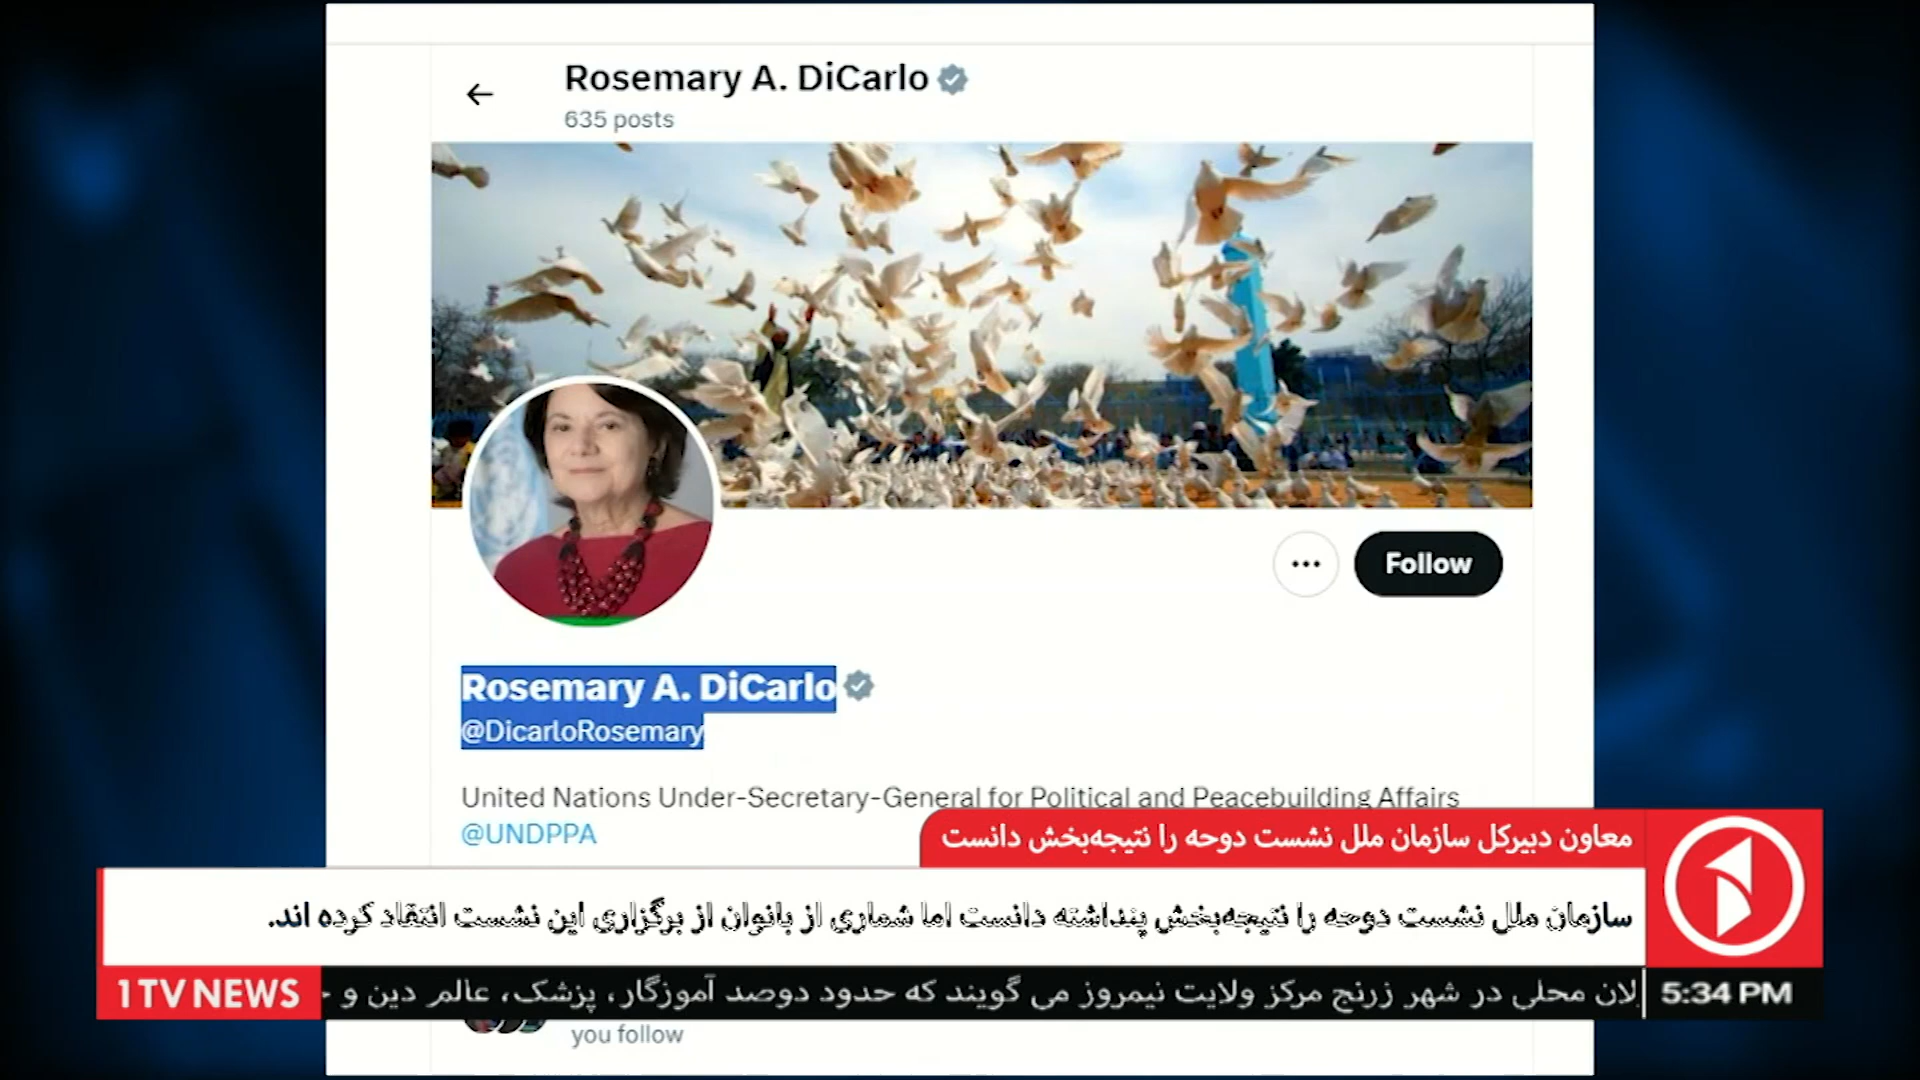 Rosemary A. DiCarlo
635 posts
Follow
Rosemary A. DiCarlo
@DicarloRosemary
United Nations Under-Secretary-General for Political and Peacebuilding Affairs
@UNDPPA
معاون دبیرکل سازمان ملل نشست دوحه را نتیجه‌بخش دانست
سازمان ملل نشست دوحه را نتیجه‌بخش پنداشته دانست اما شماری از بانوان از برگزاری این نشست انتقاد کرده اند.
1TV NEWS
محلی در شهر زرنج مرکز ولایت نیمروز می گویند که حدود دوصد آموزگار، پزشک، عالم دین و
5:34 PM
you follow